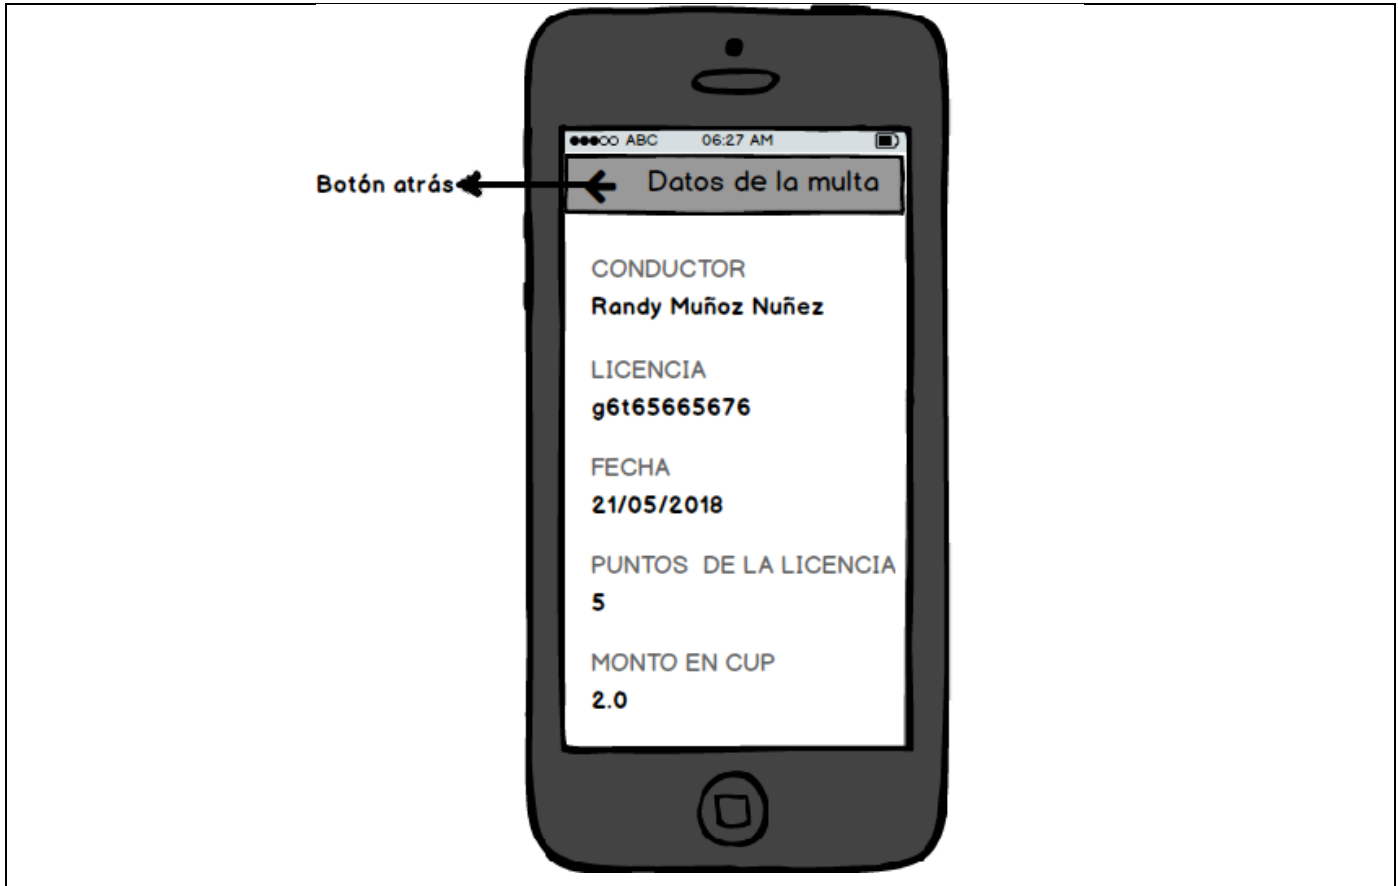 ABC 06:27 AM
Botón atrás
Datos de la multa
CONDUCTOR
Randy Muñoz Nuñez
LICENCIA
g6t65665676
FECHA
21/05/2018
PUNTOS DE LA LICENCIA
5
MONTO EN CUP
2.0